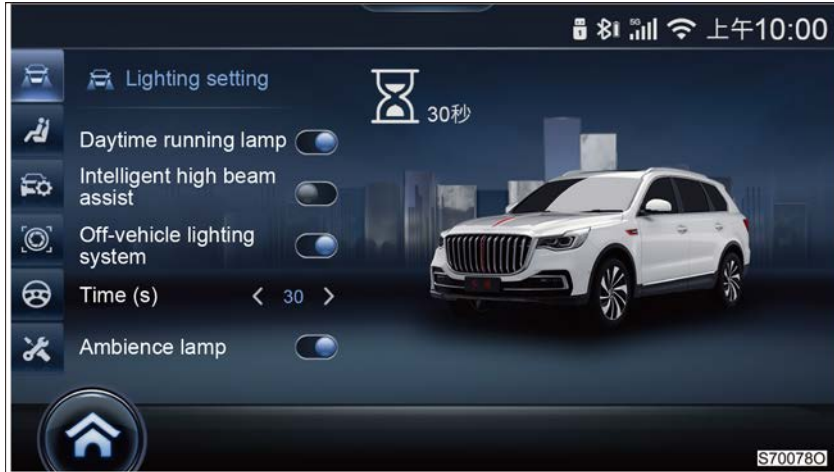 5G
上午10:00
Lighting setting
30秒
Daytime running lamp
Intelligent high beam
assist
Off-vehicle lighting
system
Time (s) < 30 >
Ambience lamp
S70078O